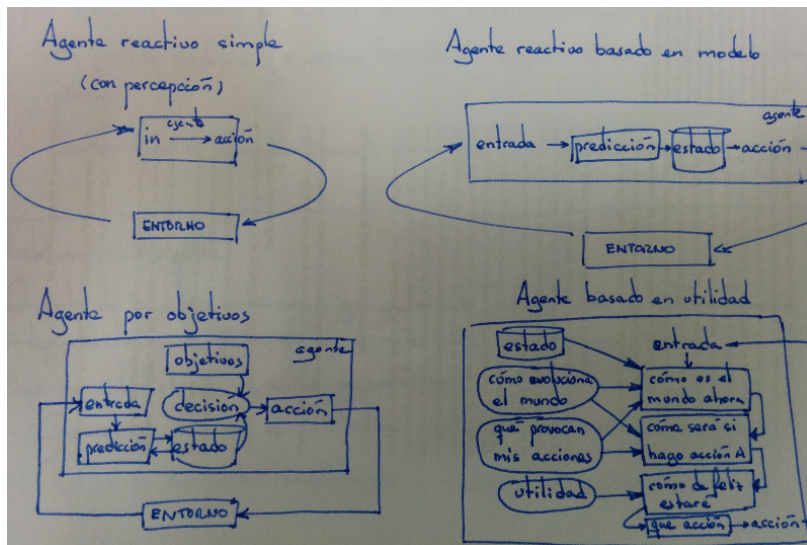 Agente reactivo simple
(con percepción)
agente
in → acción
ENTORNO
Agente reactivo basado en modelo
agente
entrada → predicción → estado → acción
ENTORNO
Agente por objetivos
agente
objetivos
entrada
decisión → acción
predicción
estado
ENTORNO
Agente basado en utilidad
estado
entrada
cómo evoluciona
el mundo
cómo es el
mundo ahora
qué provocan
mis acciones
cómo será si
hago acción A
utilidad
cómo de feliz
estaré
que acción → acción